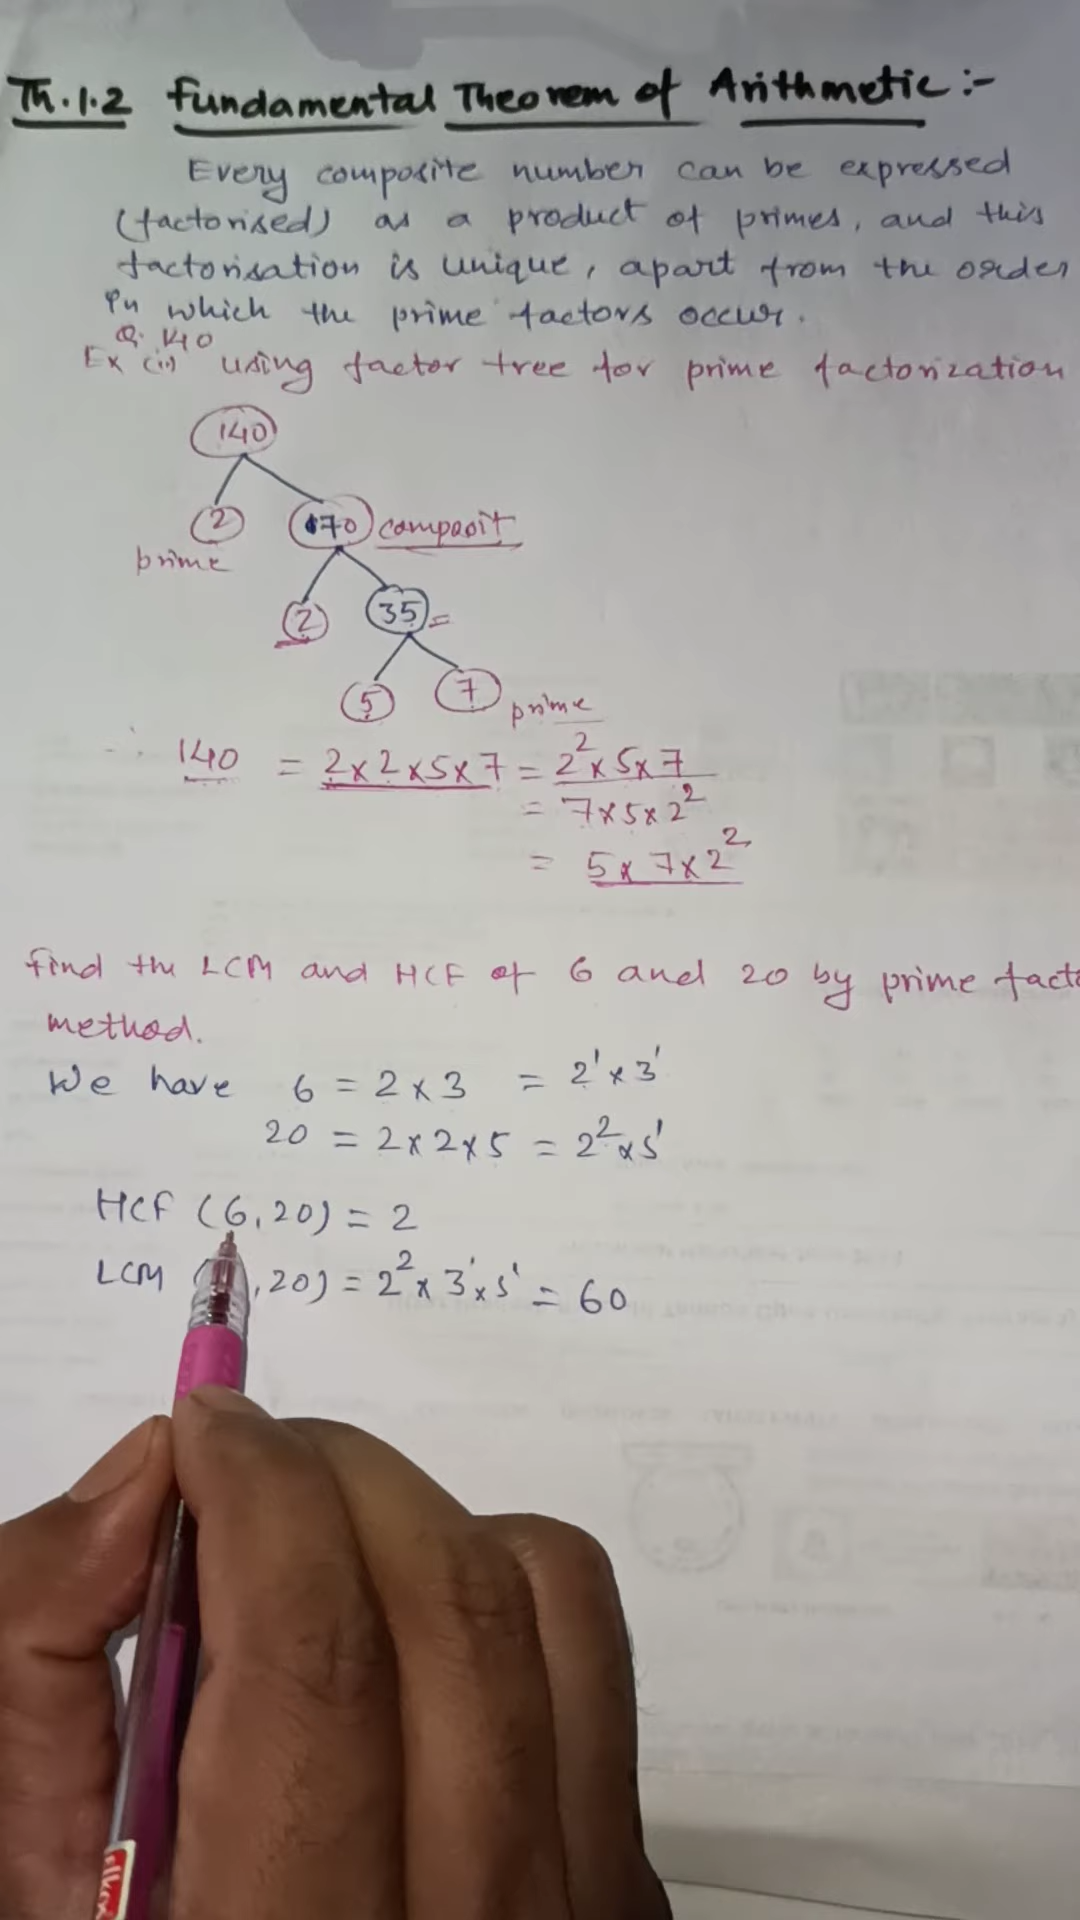 Th.1.2 Fundamental Theorem of Arithmetic:-
Every composite number can be expressed
(factorised) as a product of primes, and this
factorisation is unique, apart from the order
in which the prime factors occur.
Q. 140
Ex (ii) using factor tree for prime factorization
140
2 70 composit
prime
2 35 =
5 7 prime
∴ 140 = 2×2×5×7 = 2²×5×7
= 7×5×2²
= 5×7×2²
find the LCM and HCF of 6 and 20 by prime facto
method.
We have 6 = 2×3 = 2¹×3¹
20 = 2×2×5 = 2²×5¹
HCF (6,20) = 2
LCM ( ,20) = 2²×3¹×5¹ = 60